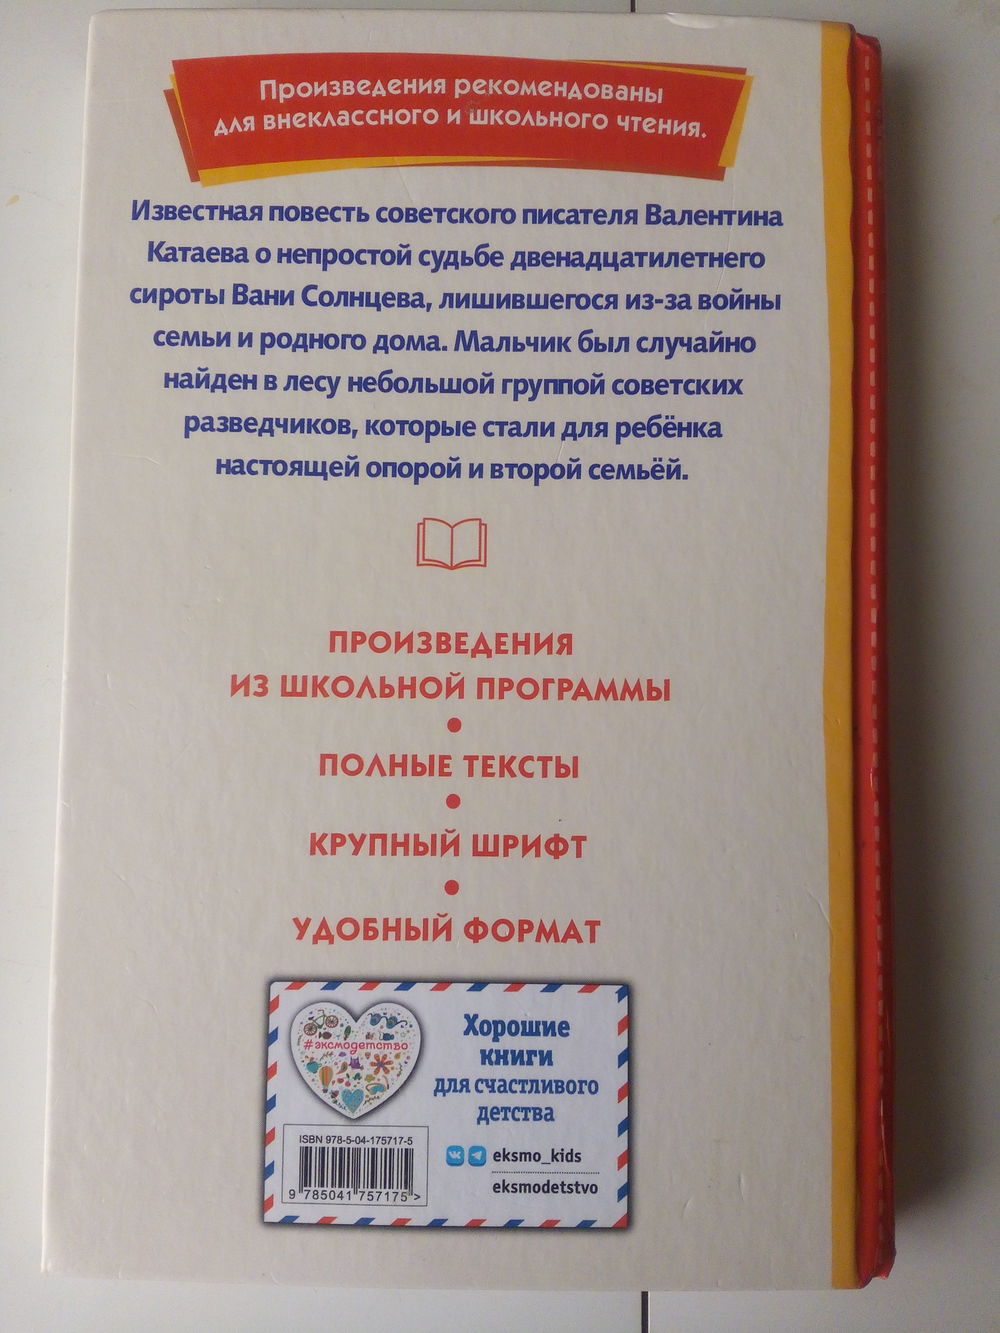 Произведения рекомендованы
для внеклассного и школьного чтения.
Известная повесть советского писателя Валентина
Катаева о непростой судьбе двенадцатилетнего
сироты Вани Солнцева, лишившегося из-за войны
семьи и родного дома. Мальчик был случайно
найден в лесу небольшой группой советских
разведчиков, которые стали для ребёнка
настоящей опорой и второй семьёй.
ПРОИЗВЕДЕНИЯ
ИЗ ШКОЛЬНОЙ ПРОГРАММЫ
•
ПОЛНЫЕ ТЕКСТЫ
•
КРУПНЫЙ ШРИФТ
•
УДОБНЫЙ ФОРМАТ
#эксмодетство
Хорошие
книги
для счастливого
детства
eksmo_kids
eksmodetstvo
ISBN 978-5-04-175717-5
9 785041 757175 >